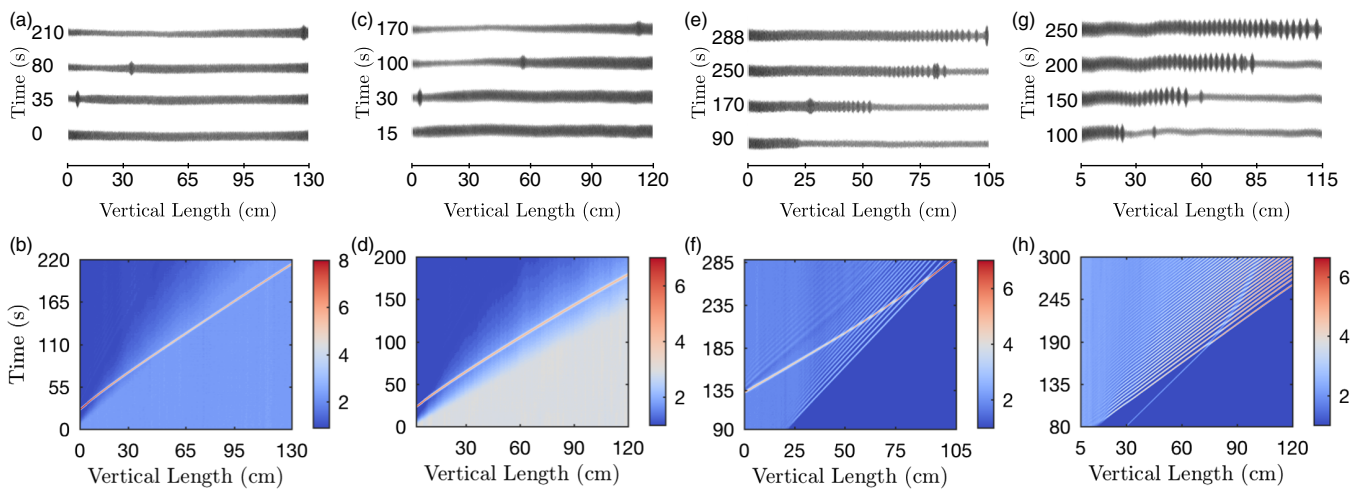 (a) (c) (e) (g)
210 170 288 250
80 100 250 200
35 30 170 150
0 15 90 100
Time (s) Time (s) Time (s) Time (s)
0 30 65 95 130 0 30 60 90 120 0 25 50 75 105 5 30 60 85 115
Vertical Length (cm) Vertical Length (cm) Vertical Length (cm) Vertical Length (cm)
(b) (d) (f) (h)
220 8 200 285 300
165 6 150 6 235 6 245 6
110 4 100 4 185 4 190 4
55 2 50 2 135 2 135 2
0 0 90 80
Time (s)
0 30 60 95 130 30 60 90 120 0 25 50 75 105 5 30 60 90 120
Vertical Length (cm) Vertical Length (cm) Vertical Length (cm) Vertical Length (cm)